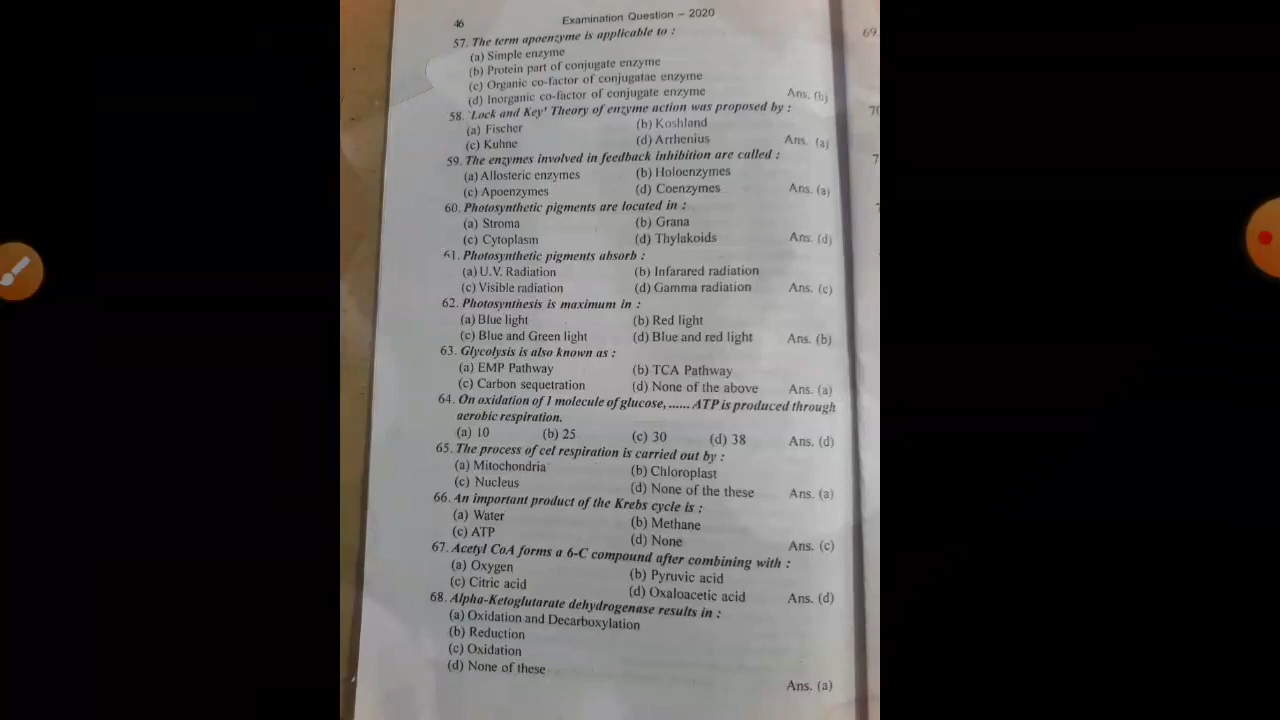 46
Examination Question – 2020
57. The term apoenzyme is applicable to :
(a) Simple enzyme
(b) Protein part of conjugate enzyme
(c) Organic co-factor of conjugatae enzyme
(d) Inorganic co-factor of conjugate enzyme Ans. (b)
58. 'Lock and Key' Theory of enzyme action was proposed by :
(a) Fischer (b) Koshland
(c) Kuhne (d) Arrhenius Ans. (a)
59. The enzymes involved in feedback inhibition are called :
(a) Allosteric enzymes (b) Holoenzymes
(c) Apoenzymes (d) Coenzymes Ans. (a)
60. Photosynthetic pigments are located in :
(a) Stroma (b) Grana
(c) Cytoplasm (d) Thylakoids Ans. (d)
61. Photosynthetic pigments absorb :
(a) U.V. Radiation (b) Infarared radiation
(c) Visible radiation (d) Gamma radiation Ans. (c)
62. Photosynthesis is maximum in :
(a) Blue light (b) Red light
(c) Blue and Green light (d) Blue and red light Ans. (b)
63. Glycolysis is also known as :
(a) EMP Pathway (b) TCA Pathway
(c) Carbon sequetration (d) None of the above Ans. (a)
64. On oxidation of 1 molecule of glucose, ...... ATP is produced through
aerobic respiration.
(a) 10 (b) 25 (c) 30 (d) 38 Ans. (d)
65. The process of cel respiration is carried out by :
(a) Mitochondria (b) Chloroplast
(c) Nucleus (d) None of the these Ans. (a)
66. An important product of the Krebs cycle is :
(a) Water (b) Methane
(c) ATP (d) None Ans. (c)
67. Acetyl CoA forms a 6-C compound after combining with :
(a) Oxygen (b) Pyruvic acid
(c) Citric acid (d) Oxaloacetic acid Ans. (d)
68. Alpha-Ketoglutarate dehydrogenase results in :
(a) Oxidation and Decarboxylation
(b) Reduction
(c) Oxidation
(d) None of these
Ans. (a)
69.